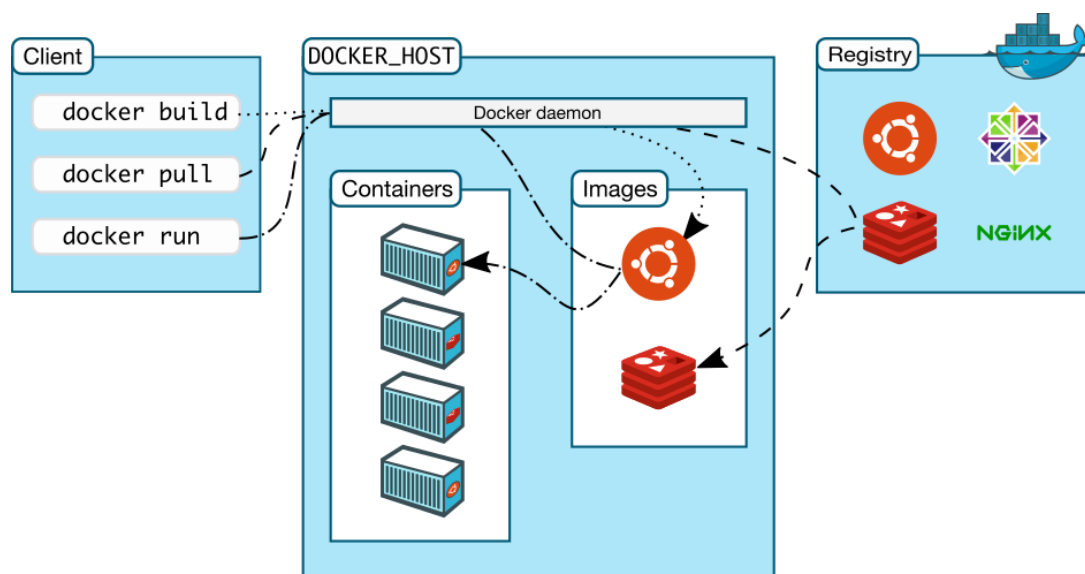 Client
docker build
docker pull
docker run
DOCKER_HOST
Docker daemon
Containers
Images
Registry
NGINX